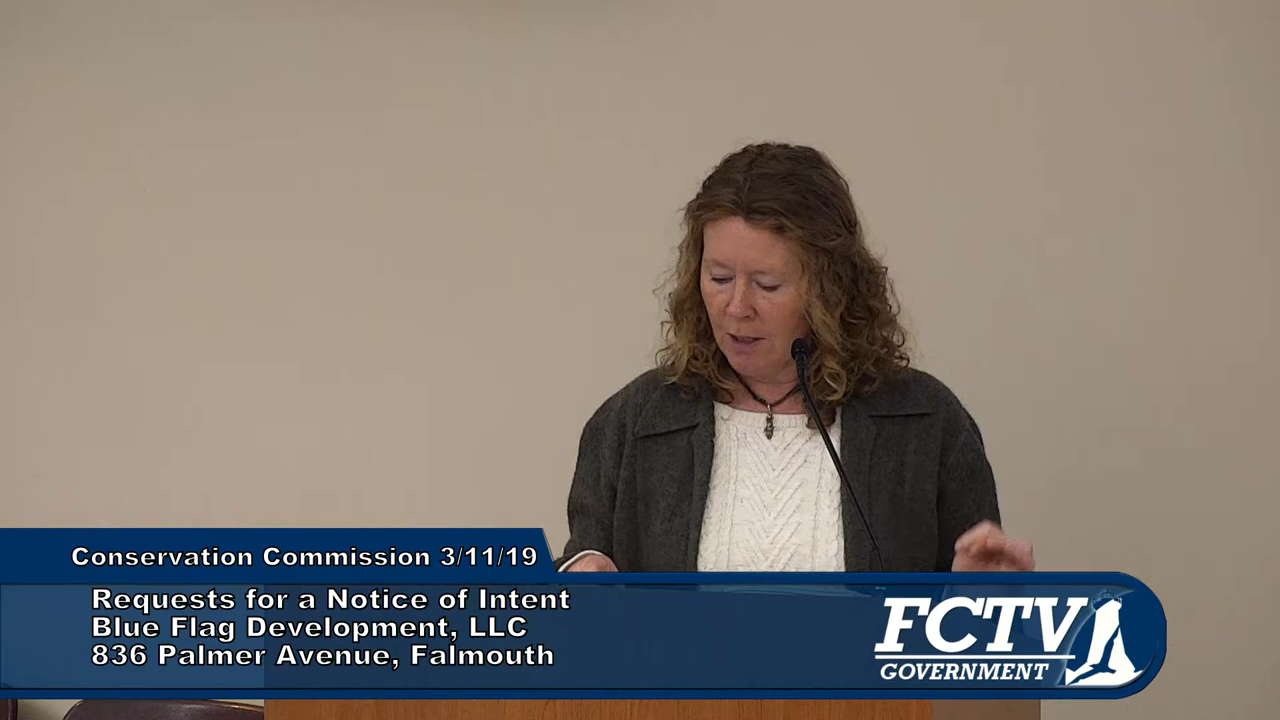 Conservation Commission 3/11/19
Requests for a Notice of Intent
Blue Flag Development, LLC
836 Palmer Avenue, Falmouth
FCTV
GOVERNMENT